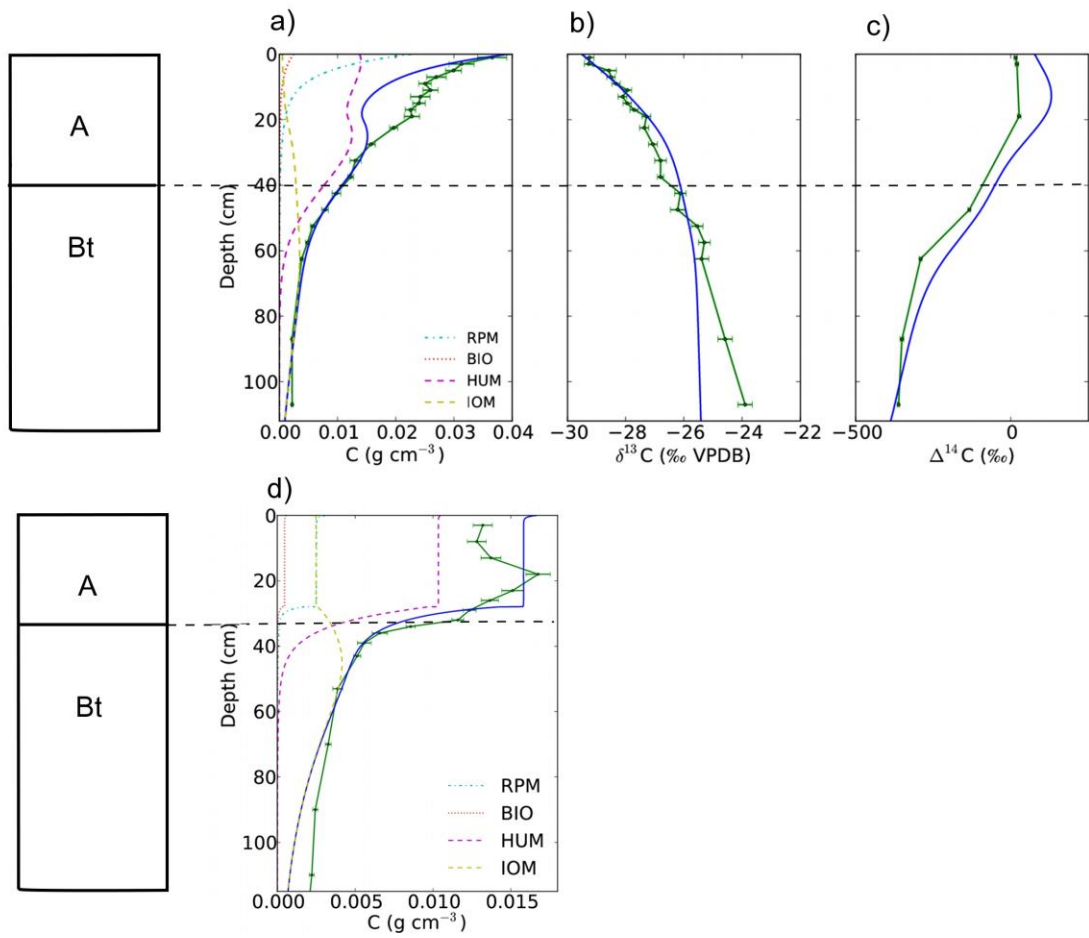 a)
b)
c)
A
Bt
0
20
40
60
80
100
Depth (cm)
RPM
BIO
HUM
IOM
0.00 0.01 0.02 0.03 0.04
C (g cm⁻³)
−30 −28 −26 −24 −22
δ¹³C (‰ VPDB)
−500 0
Δ¹⁴C (‰)
d)
A
Bt
0
20
40
60
80
100
Depth (cm)
RPM
BIO
HUM
IOM
0.000 0.005 0.010 0.015
C (g cm⁻³)